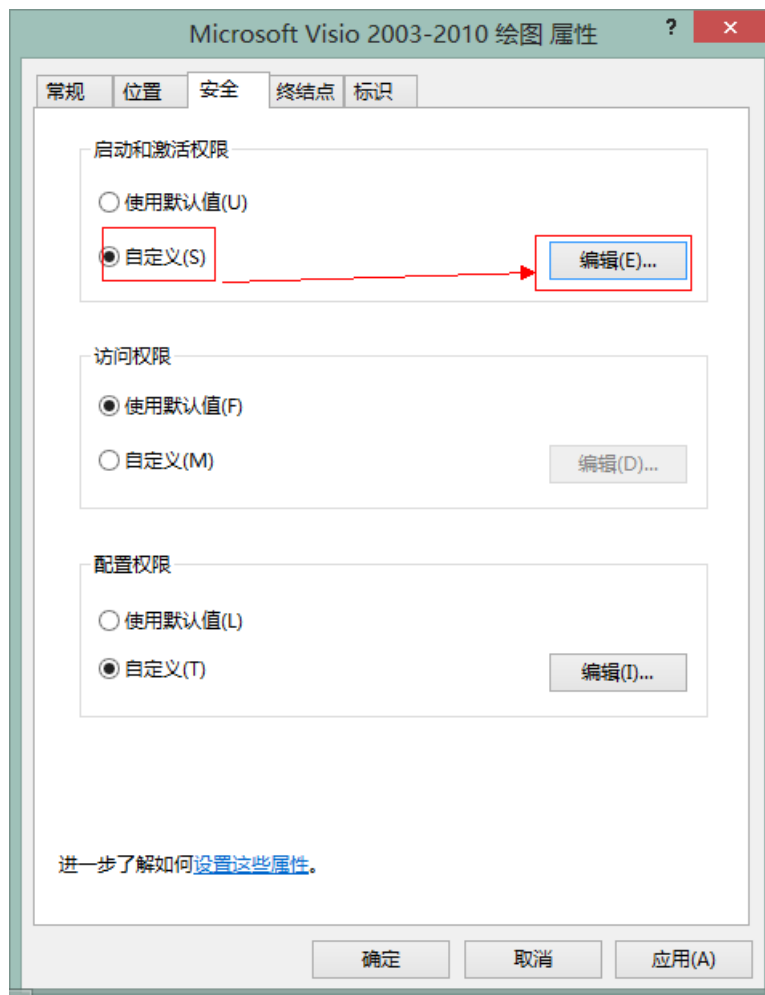 Microsoft Visio 2003-2010 绘图 属性 ?
常规 位置 安全 终结点 标识
启动和激活权限
使用默认值(U)
自定义(S) 编辑(E)...
访问权限
使用默认值(F)
自定义(M) 编辑(D)...
配置权限
使用默认值(L)
自定义(T) 编辑(I)...
进一步了解如何设置这些属性。
确定 取消 应用(A)